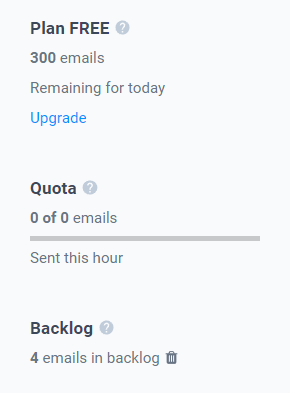 Plan FREE ?
300 emails
Remaining for today
Upgrade
Quota ?
0 of 0 emails
Sent this hour
Backlog ?
4 emails in backlog